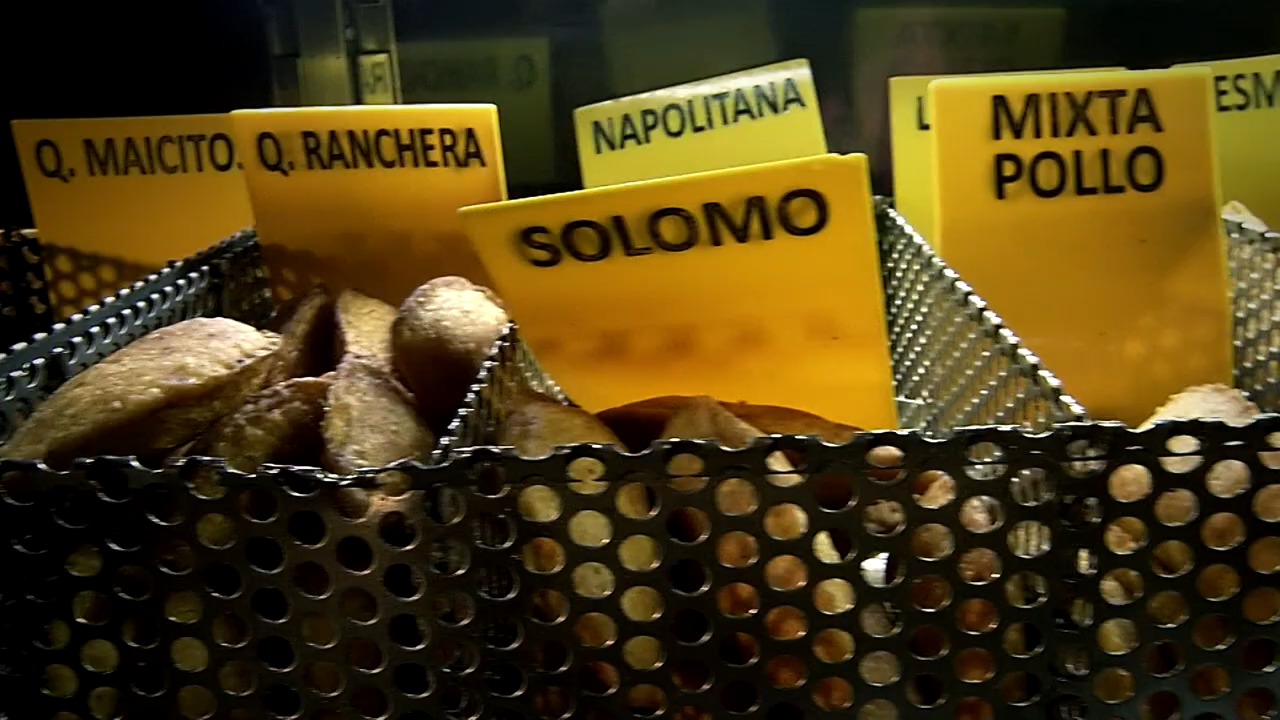 Q. MAICITO.
Q. RANCHERA
NAPOLITANA
SOLOMO
MIXTA
POLLO